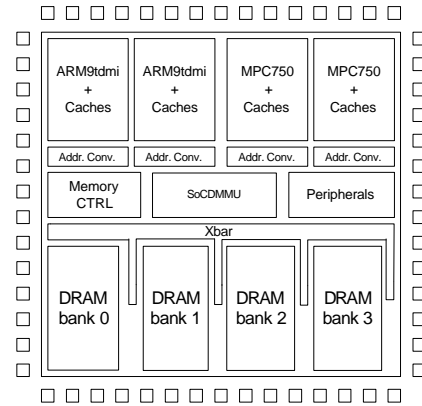 ARM9tdmi
+
Caches
ARM9tdmi
+
Caches
MPC750
+
Caches
MPC750
+
Caches
Addr. Conv.
Addr. Conv.
Addr. Conv.
Addr. Conv.
Memory
CTRL
SoCDMMU
Peripherals
Xbar
DRAM
bank 0
DRAM
bank 1
DRAM
bank 2
DRAM
bank 3